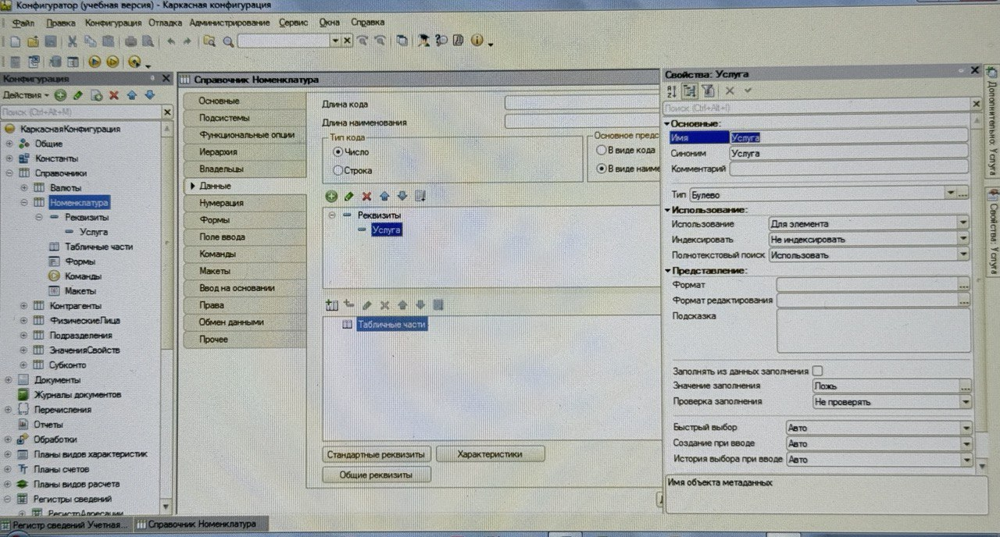 Конфигуратор (учебная версия) - Каркасная конфигурация
Файл Правка Конфигурация Отладка Администрирование Сервис Окна Справка
Конфигурация
Действия
Поиск (Ctrl+Alt+M)
КаркаснаяКонфигурация
Общие
Константы
Справочники
Валюты
Номенклатура
Реквизиты
Услуга
Табличные части
Формы
Команды
Макеты
Контрагенты
ФизическиеЛица
Подразделения
ЗначенияСвойств
Субконто
Документы
Журналы документов
Перечисления
Отчеты
Обработки
Планы видов характеристик
Планы счетов
Планы видов расчета
Регистры сведений
РегистрАдресации
Справочник Номенклатура
Основные
Подсистемы
Функциональные опции
Иерархия
Владельцы
Данные
Нумерация
Формы
Поле ввода
Команды
Макеты
Ввод на основании
Права
Обмен данными
Прочее
Длина кода
Длина наименования
Тип кода
Число
Строка
Основное предс
В виде кода
В виде наиме
Реквизиты
Услуга
Табличные части
Стандартные реквизиты Характеристики
Общие реквизиты
Свойства: Услуга
Поиск (Ctrl+Alt+I)
Основные:
Имя Услуга
Синоним Услуга
Комментарий
Тип Булево ...
Использование:
Использование Для элемента
Индексировать Не индексировать
Полнотекстовый поиск Использовать
Представление:
Формат ...
Формат редактирования ...
Подсказка
Заполнять из данных заполнения
Значение заполнения Ложь ...
Проверка заполнения Не проверять
Быстрый выбор Авто
Создание при вводе Авто
История выбора при вводе Авто
Имя объекта метаданных
Дополнительно: Услуга
Свойства: Услуга
Регистр сведений Учетная... Справочник Номенклатура